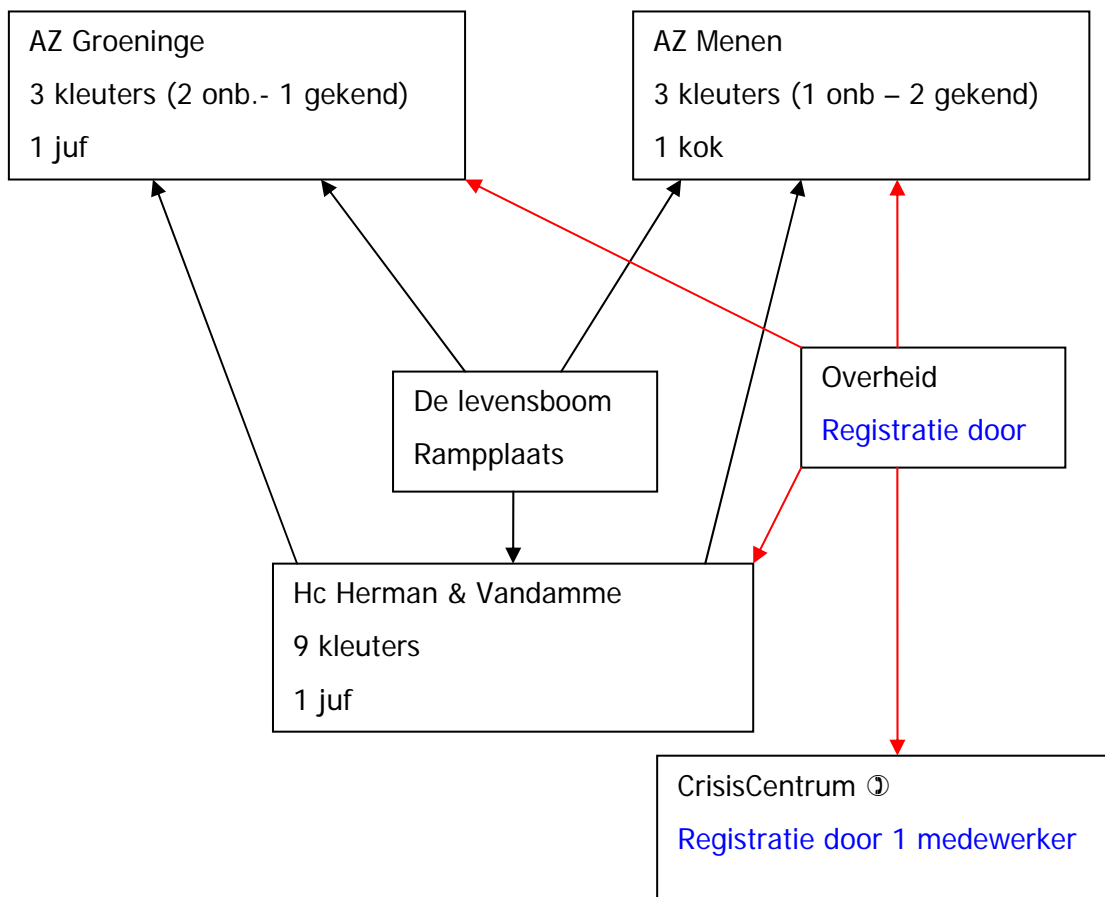 AZ Groeninge
3 kleuters (2 onb.- 1 gekend)
1 juf
AZ Menen
3 kleuters (1 onb – 2 gekend)
1 kok
De levensboom
Rampplaats
Overheid
Registratie door
Hc Herman & Vandamme
9 kleuters
1 juf
CrisisCentrum ✆
Registratie door 1 medewerker